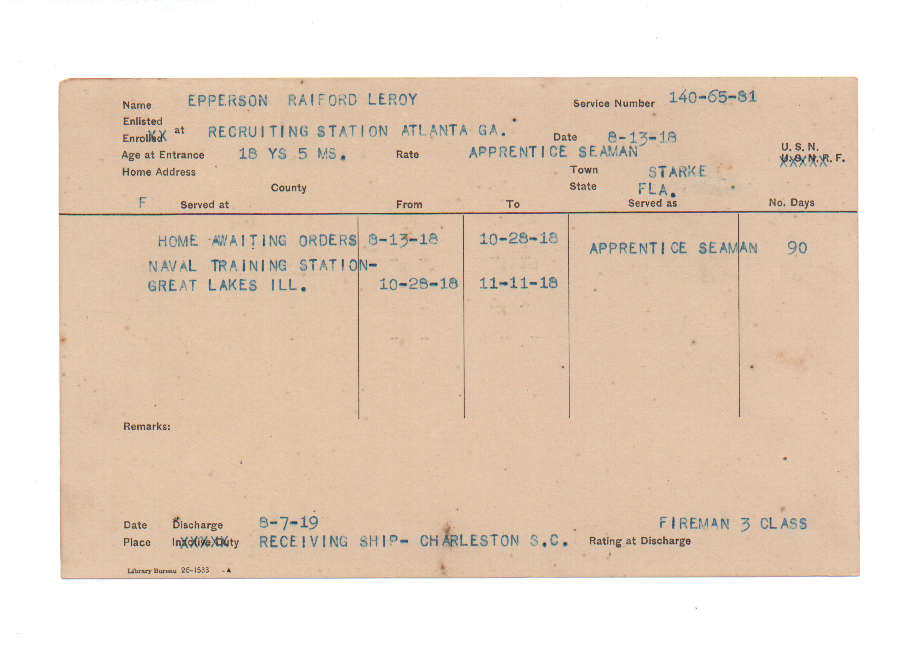 Name EPPERSON RAIFORD LEROY Service Number 140-65-81
Enlisted
Enrolled at RECRUITING STATION ATLANTA GA. Date 8-13-18
Age at Entrance 18 YS 5 MS. Rate APPRENTICE SEAMAN U. S. N.
U. S. N. R. F.
Home Address Town STARKE
County State FLA.
F Served at From To Served as No. Days
HOME AWAITING ORDERS 8-13-18 10-28-18 APPRENTICE SEAMAN 90
NAVAL TRAINING STATION-
GREAT LAKES ILL. 10-28-18 11-11-18
Remarks:
Date Discharge 8-7-19 FIREMAN 3 CLASS
Place Inactive Duty RECEIVING SHIP- CHARLESTON S.C. Rating at Discharge
Library Bureau 26-1533 -A